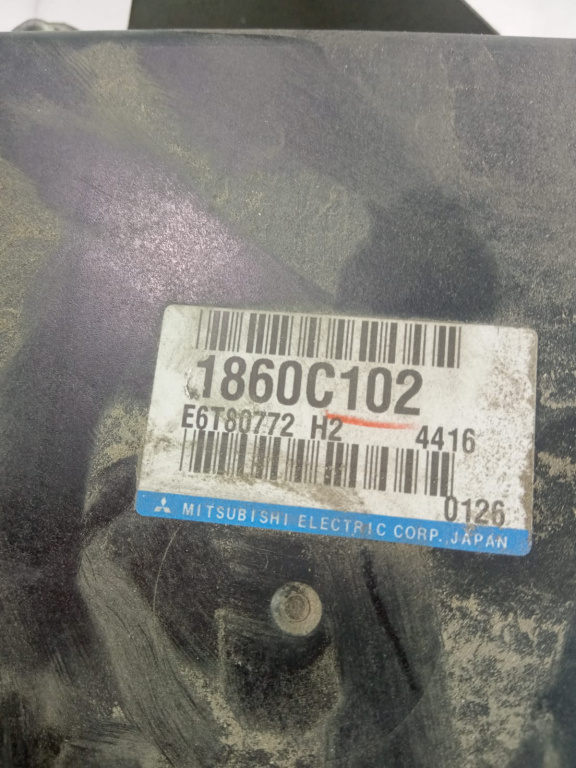 1860C102
E6T80772 H2 4416
0126
MITSUBISHI ELECTRIC CORP. JAPAN